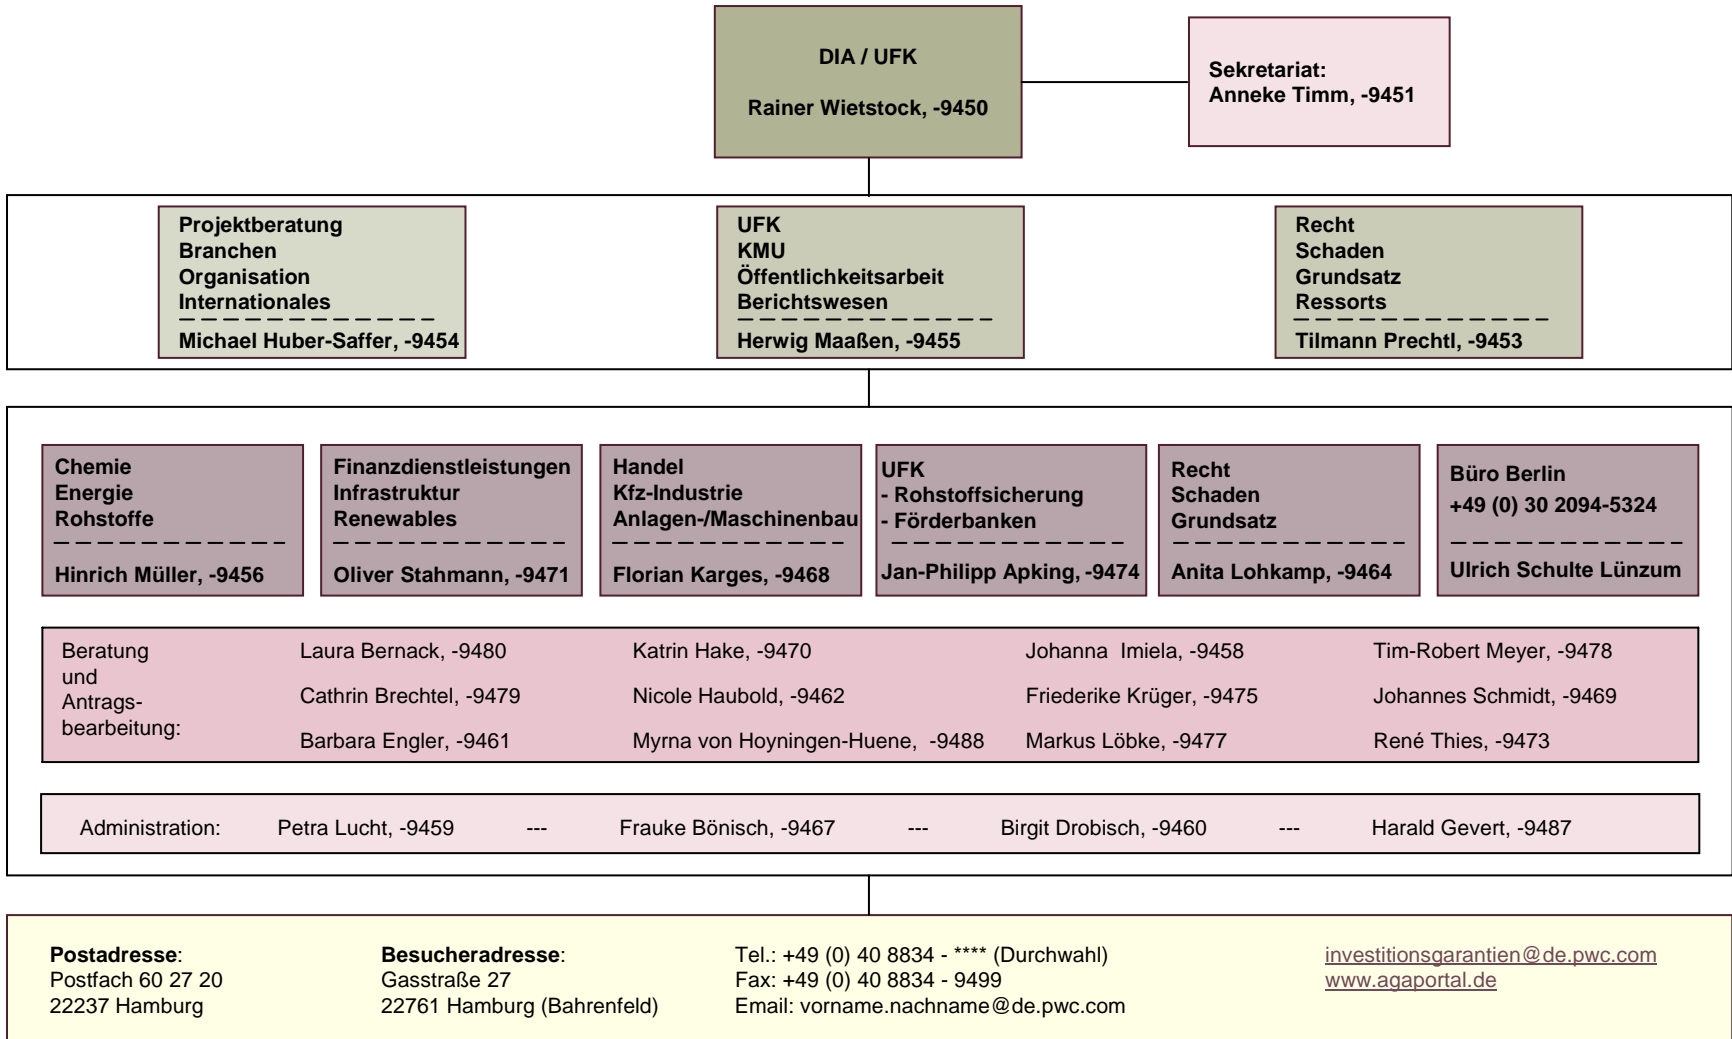 DIA / UFK
Rainer Wietstock, -9450
Sekretariat:
Anneke Timm, -9451
Projektberatung
Branchen
Organisation
Internationales
Michael Huber-Saffer, -9454
UFK
KMU
Öffentlichkeitsarbeit
Berichtswesen
Herwig Maaßen, -9455
Recht
Schaden
Grundsatz
Ressorts
Tilmann Prechtl, -9453
Chemie
Energie
Rohstoffe
Hinrich Müller, -9456
Finanzdienstleistungen
Infrastruktur
Renewables
Oliver Stahmann, -9471
Handel
Kfz-Industrie
Anlagen-/Maschinenbau
Florian Karges, -9468
UFK
- Rohstoffsicherung
- Förderbanken
Jan-Philipp Apking, -9474
Recht
Schaden
Grundsatz
Anita Lohkamp, -9464
Büro Berlin
+49 (0) 30 2094-5324
Ulrich Schulte Lünzum
Beratung
und
Antrags-
bearbeitung:
Laura Bernack, -9480
Cathrin Brechtel, -9479
Barbara Engler, -9461
Katrin Hake, -9470
Nicole Haubold, -9462
Myrna von Hoyningen-Huene, -9488
Johanna Imiela, -9458
Friederike Krüger, -9475
Markus Löbke, -9477
Tim-Robert Meyer, -9478
Johannes Schmidt, -9469
René Thies, -9473
Administration: Petra Lucht, -9459 --- Frauke Bönisch, -9467 --- Birgit Drobisch, -9460 --- Harald Gevert, -9487
Postadresse:
Postfach 60 27 20
22237 Hamburg
Besucheradresse:
Gasstraße 27
22761 Hamburg (Bahrenfeld)
Tel.: +49 (0) 40 8834 - **** (Durchwahl)
Fax: +49 (0) 40 8834 - 9499
Email: vorname.nachname@de.pwc.com
investitionsgarantien@de.pwc.com
www.agaportal.de